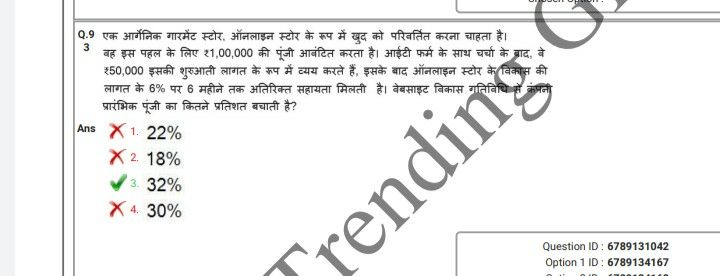 Q.9 एक आर्गेनिक गारमेंट स्टोर, ऑनलाइन स्टोर के रूप में खुद को परिवर्तित करना चाहता है।
3 वह इस पहल के लिए ₹1,00,000 की पूंजी आवंटित करता है। आईटी फर्म के साथ चर्चा के बाद, वे
₹50,000 इसकी शुरुआती लागत के रूप में व्यय करते हैं, इसके बाद ऑनलाइन स्टोर के विकास की
लागत के 6% पर 6 महीने तक अतिरिक्त सहायता मिलती है। वेबसाइट विकास गतिविधि में कंपनी
प्रारंभिक पूंजी का कितने प्रतिशत बचाती है?
Ans 1. 22%
2. 18%
3. 32%
4. 30%
Trending G
Question ID : 6789131042
Option 1 ID : 6789134167